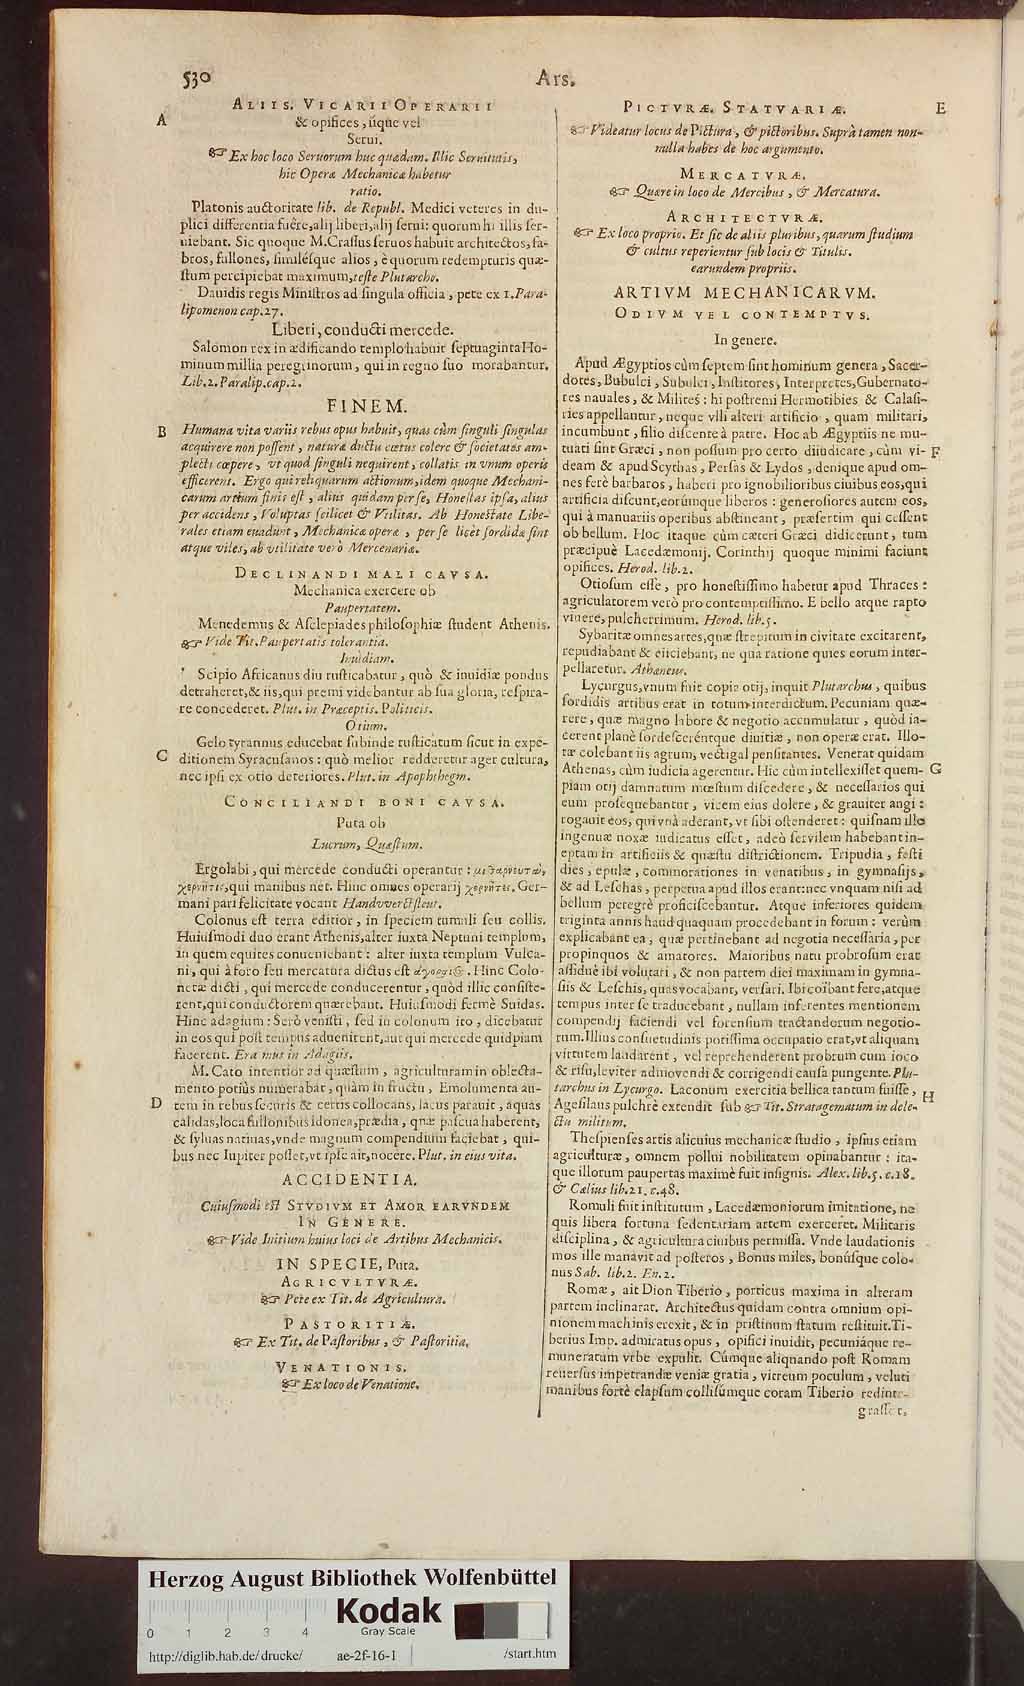 530
Ars.
ALIIS. VICARII OPERARII
A
& opifices, iique vel
Serui.
☞ Ex hoc loco Seruorum huc quædam. Illic Seruitutis,
hic Operæ Mechanicæ habetur
ratio.
Platonis auctoritate lib. de Republ. Medici veteres in du-
plici differentia fuêre, alij liberi, alij serui: quorum hi illis ser-
uiebant. Sic quoque M. Crassus seruos habuit architectos, fa-
bros, fullones, similésque alios, è quorum redempturis quæ-
stum percipiebat maximum, teste Plutarcho.
Dauidis regis Ministros ad singula officia, pete ex 1. Para-
lipomenon cap. 27.
Liberi, conducti mercede.
Salomon rex in ædificando templo habuit septuaginta Ho-
minum millia peregrinorum, qui in regno suo morabantur.
Lib. 2. Paralip. cap. 2.
FINEM.
B
Humana vita variis rebus opus habuit, quas cùm singuli singulas
acquirere non possent, naturæ ductu cœtus colere & societates am-
plecti cœpere, vt quod singuli nequirent, collatis in vnum operis
efficerent. Ergo qui reliquarum actionum, idem quoque Mechani-
carum artium finis est, alius quidam per se, Honestas ipsa, alius
per accidens, Voluptas scilicet & Vtilitas. Ab Honestate Libe-
rales etiam euadunt, Mechanicæ operæ, per se licèt sordidæ sint
atque viles, ab vtilitate verò Mercenariæ.
DECLINANDI MALI CAVSA.
Mechanica exercere ob
Paupertatem.
Menedemus & Asclepiades philosophiæ student Athenis.
☞ Vide Tit. Paupertatis tolerantia.
Inuidiam.
Scipio Africanus diu rusticabatur, quò & inuidiæ pondus
detraheret, & iis, qui premi videbantur ab sua gloria, respira-
re concederet. Plut. in Præceptis. Politicis.
Otium.
Gelo tyrannus educebat subinde rusticatum sicut in expe-
C
ditionem Syracusanos: quò melior redderetur ager cultura,
nec ipsi ex otio deteriores. Plut. in Apophthegm.
CONCILIANDI BONI CAVSA.
Puta ob
Lucrum, Quæstum.
Ergolabi, qui mercede conducti operantur:
χερνῆτις, qui manibus net. Hinc omnes operarij χερνῆτες. Ger-
mani pari felicitate vocant Handvverckleut.
Colonus est terra editior, in speciem tumuli seu collis.
Huiusmodi duo erant Athenis, alter iuxta Neptuni templum,
in quem equites conueniebant: alter iuxta templum Vulca-
ni, qui à foro seu mercatura dictus est ἀγοραῖος. Hinc Colo-
netæ dicti, qui mercede conducerentur, quòd illic consiste-
rent, qui conductorem quærebant. Huiusmodi fermè Suidas.
Hinc adagium: Serò venisti, sed in colonum ito, dicebatur
in eos qui post tempus aduenirent, aut qui mercede quidpiam
facerent. Erasmus in Adagiis.
M. Cato intentior ad quæstum, agriculturam in oblecta-
mento potiùs numerabat, quàm in fructu, Emolumenta au-
D
tem in rebus securis & certis collocans, lacus parauit, aquas
calidas, loca fullonibus idonea, prædia, quæ pascua haberent,
& syluas natiuas, vnde magnum compendium faciebat, qui-
bus nec Iupiter posset, vt ipse ait, nocere. Plut. in eius vita.
ACCIDENTIA.
Cuiusmodi est STVDIVM ET AMOR EARVNDEM
IN GENERE.
☞ Vide Initium huius loci de Artibus Mechanicis.
IN SPECIE, Puta.
AGRICVLTVRÆ.
☞ Pete ex Tit. de Agricultura.
PASTORITIÆ.
☞ Ex Tit. de Pastoribus, & Pastoritia.
VENATIONIS.
☞ Ex loco de Venatione.
PICTVRÆ. STATVARIÆ.
E
☞ Videatur locus de Pictura, & pictoribus. Suprà tamen non-
nulla habes de hoc argumento.
MERCATVRÆ.
☞ Quære in loco de Mercibus, & Mercatura.
ARCHITECTVRÆ.
☞ Ex loco proprio. Et sic de aliis pluribus, quarum studium
& cultus reperientur sub locis & Titulis.
earundem propriis.
ARTIVM MECHANICARVM.
ODIVM VEL CONTEMPTVS.
In genere.
Apud Ægyptios cùm septem sint hominum genera, Sacer-
dotes, Bubulci, Subulci, Institores, Interpretes, Gubernato-
res nauales, & Milites: hi postremi Hermotibies & Calasi-
ries appellantur, neque vlli alteri artificio, quam militari,
incumbunt, filio discente à patre. Hoc ab Ægyptiis ne mu-
tuati sint Græci, non possum pro certo diiudicare, cùm vi-
F
deam & apud Scythas, Persas & Lydos, denique apud om-
nes ferè barbaros, haberi pro ignobilioribus ciuibus eos, qui
artificia discunt, eorúmque liberos: generosiores autem eos,
qui à manuariis operibus abstineant, præsertim qui cessent
ob bellum. Hoc itaque cùm cæteri Græci didicerunt, tum
præcipuè Lacedæmonij. Corinthij quoque minimi faciunt
opifices. Herod. lib. 2.
Otiosum esse, pro honestissimo habetur apud Thraces:
agricolatorem verò pro contemptissimo. E bello atque rapto
viuere, pulcherrimum. Herod. lib. 5.
Sybaritæ omnes artes, quæ strepitum in civitate excitarent,
repudiabant & eiiciebant, ne qua ratione quies eorum inter-
pellaretur. Athenæus.
Lycurgus, vnum fuit copiæ otij, inquit Plutarchus, quibus
sordidis artibus erat in totum interdictum. Pecuniam quæ-
rere, quæ magno labore & negotio accumulatur, quòd ia-
cerent planè sordescerétque diuitiæ, non operæ erat. Illo-
tæ colebant iis agrum, vectigal pensitantes. Venerat quidam
Athenas, cùm iudicia agerentur. Hic cùm intellexisset quem-
G
piam otij damnatum mœstum discedere, & necessarios qui
eum prosequebantur, vicem eius dolere, & grauiter angi:
rogauit eos, qui vnà aderant, vt sibi ostenderet: quisnam illo
ingenuæ noxæ iudicatus esset, adeò servilem habebant in-
eptam in artificiis & quæstu districtionem. Tripudia, festi
dies, epulæ, commorationes in venatibus, in gymnasijs,
& ad Leschas, perpetua apud illos erant: nec vnquam nisi ad
bellum peregrè proficiscebantur. Atque inferiores quidem
triginta annis haud quaquam procedebant in forum: verùm
explicabant ea, quæ pertinebant ad negotia necessaria, per
propinquos & amatores. Maioribus natu probrosum erat
assiduè ibi volutari, & non partem diei maximam in gymna-
siis & Leschis, quas vocabant, versari. Ibi coïbant fere, atque
tempus inter se traducebant, nullam inferentes mentionem
compendij faciendi vel forensium tractandorum negotio-
rum. Illius consuetudinis potissima occupatio erat, vt aliquam
virtutem laudarent, vel reprehenderent probrum cum ioco
& risu, leviter admovendi & corrigendi causa pungente. Plu-
tarchus in Lycurgo. Laconum exercitia bellica tantum fuisse,
H
Agesilaus pulchrè extendit sub ☞ Tit. Stratagematum in dele-
ctu militum.
Thespienses artis alicuius mechanicæ studio, ipsius etiam
agriculturæ, omnem pollui nobilitatem opinabantur: ita-
que illorum paupertas maximè fuit insignis. Alex. lib. 5. c. 18.
& Cælius lib. 21. c. 48.
Romuli fuit institutum, Lacedæmoniorum imitatione, ne
quis libera fortuna sedentariam artem exerceret. Militaris
disciplina, & agricultura ciuibus permissa. Vnde laudationis
mos ille manàvit ad posteros, Bonus miles, bonúsque colo-
nus Sab. lib. 2. En. 2.
Romæ, ait Dion Tiberio, porticus maxima in alteram
partem inclinarat. Architectus quidam contra omnium opi-
nionem machinis erexit, & in pristinum statum restituit. Ti-
berius Imp. admiratus opus, opifici inuidit, pecuniáque re-
muneratum vrbe expulit. Cúmque aliquando post Romam
reuersus impetrandæ veniæ gratia, vitreum poculum, veluti
manibus fortè elapsum collisúmque coram Tiberio redinte-
grasset,
Herzog August Bibliothek Wolfenbüttel
Kodak
Gray Scale
0 1 2 3 4
http://diglib.hab.de/drucke/ ae-2f-16-1 /start.htm